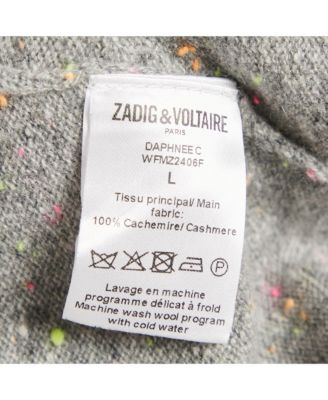 ZADIG & VOLTAIRE
PARIS
DAPHNEE C
WFMZ2406F
L
Tissu principal/ Main
fabric:
100% Cachemire/ Cashmere
P
Lavage en machine
programme délicat à froid
Machine wash wool program
with cold water